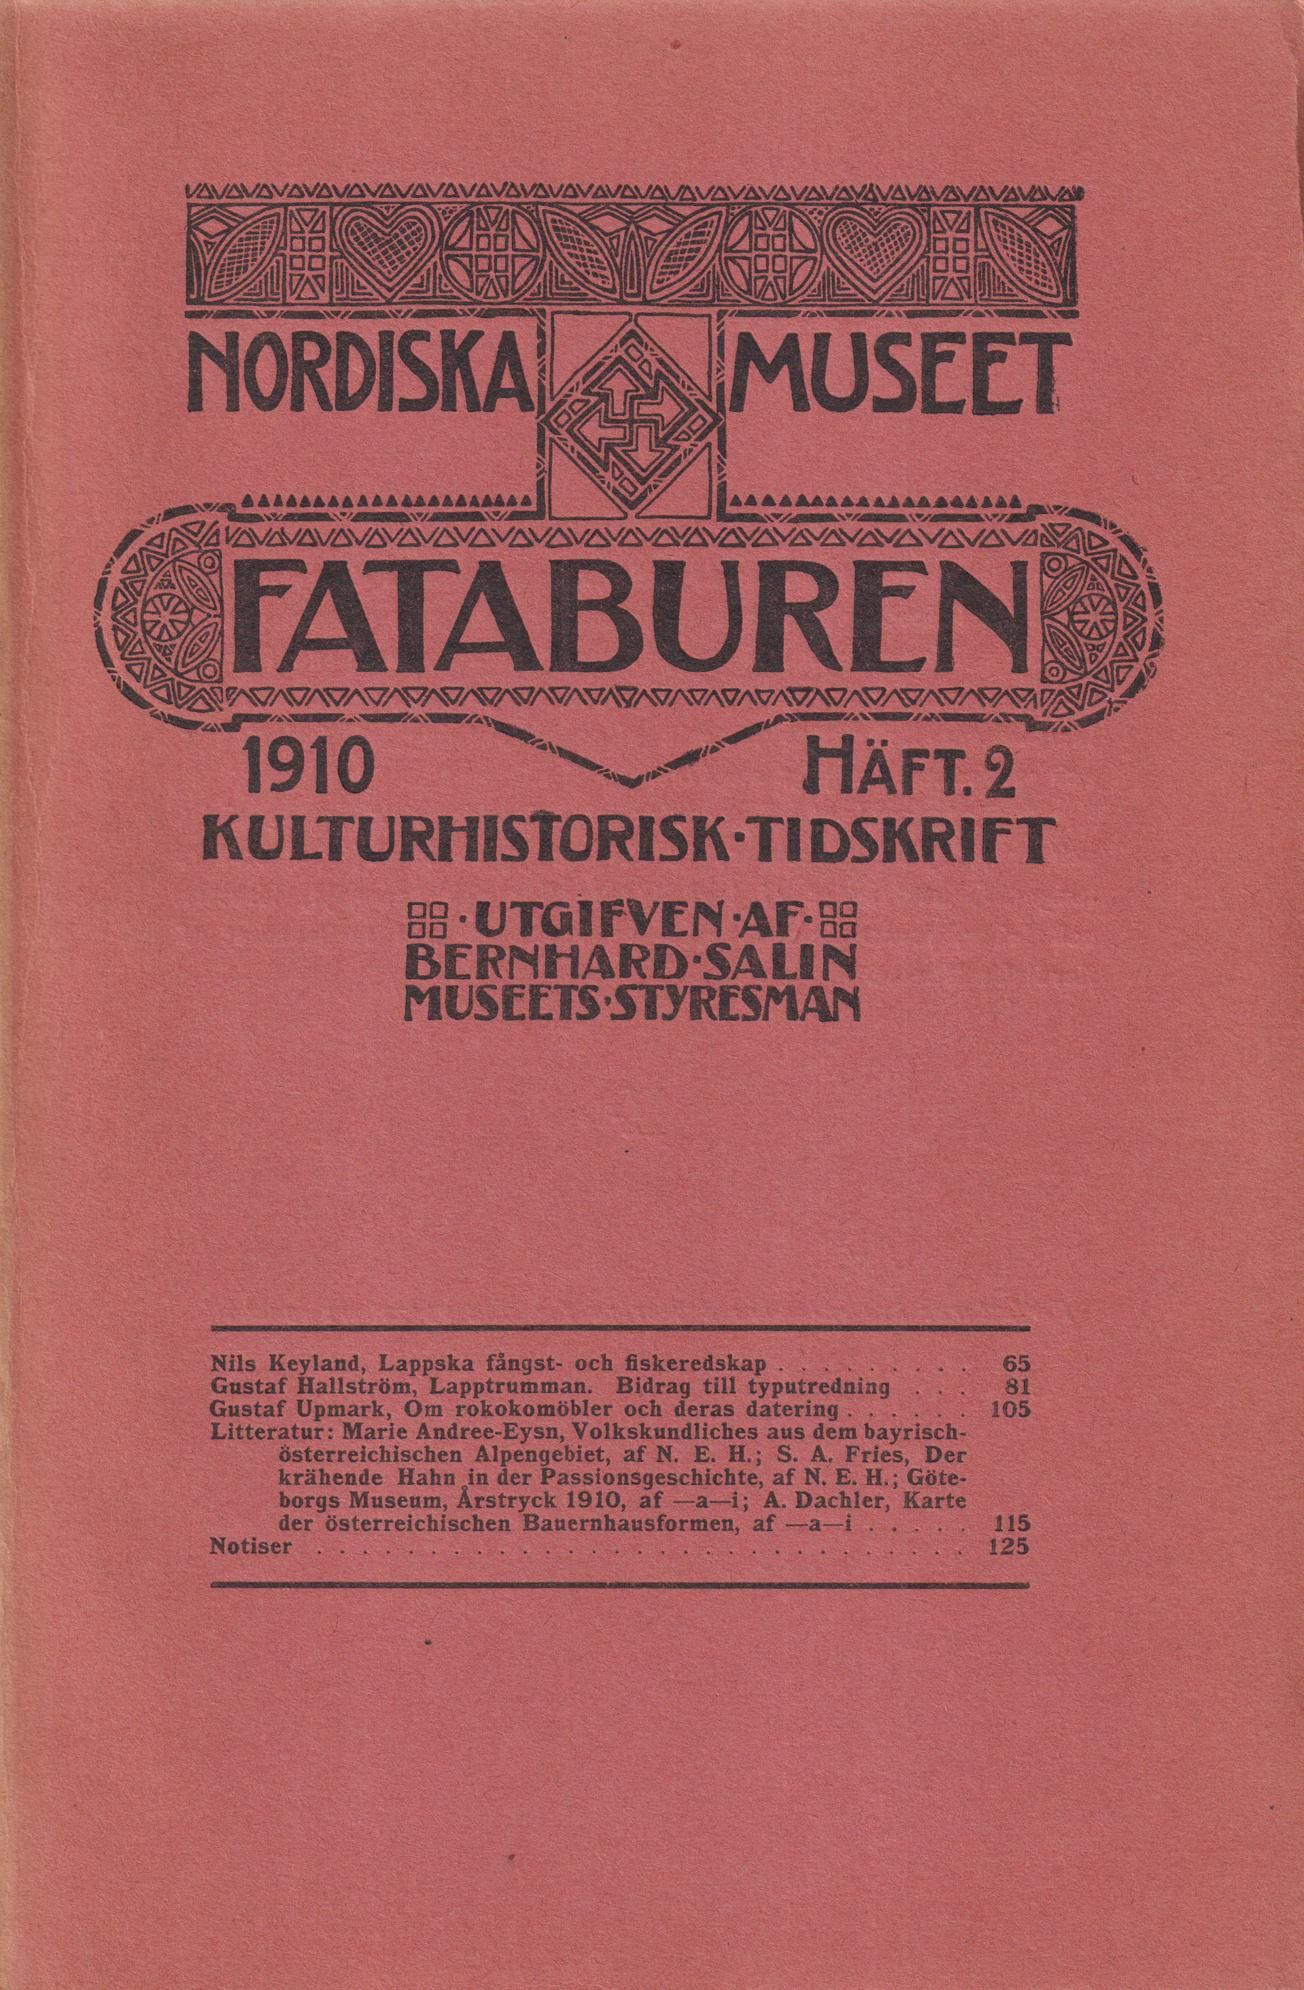 NORDISKA MUSEET
FATABUREN
1910 HÄFT. 2
KULTURHISTORISK·TIDSKRIFT
·UTGIFVEN·AF·
BERNHARD·SALIN
MUSEETS·STYRESMAN
Nils Keyland, Lappska fångst- och fiskeredskap . . . . . . . . . 65
Gustaf Hallström, Lapptrumman. Bidrag till typutredning . . . 81
Gustaf Upmark, Om rokokomöbler och deras datering . . . . . . 105
Litteratur: Marie Andree-Eysn, Volkskundliches aus dem bayrisch-
österreichischen Alpengebiet, af N. E. H.; S. A. Fries, Der
krähende Hahn in der Passionsgeschichte, af N. E. H.; Göte-
borgs Museum, Årstryck 1910, af —a—i; A. Dachler, Karte
der österreichischen Bauernhausformen, af —a—i . . . . . 115
Notiser . . . . . . . . . . . . . . . . . . . . . . . . . . . . . 125